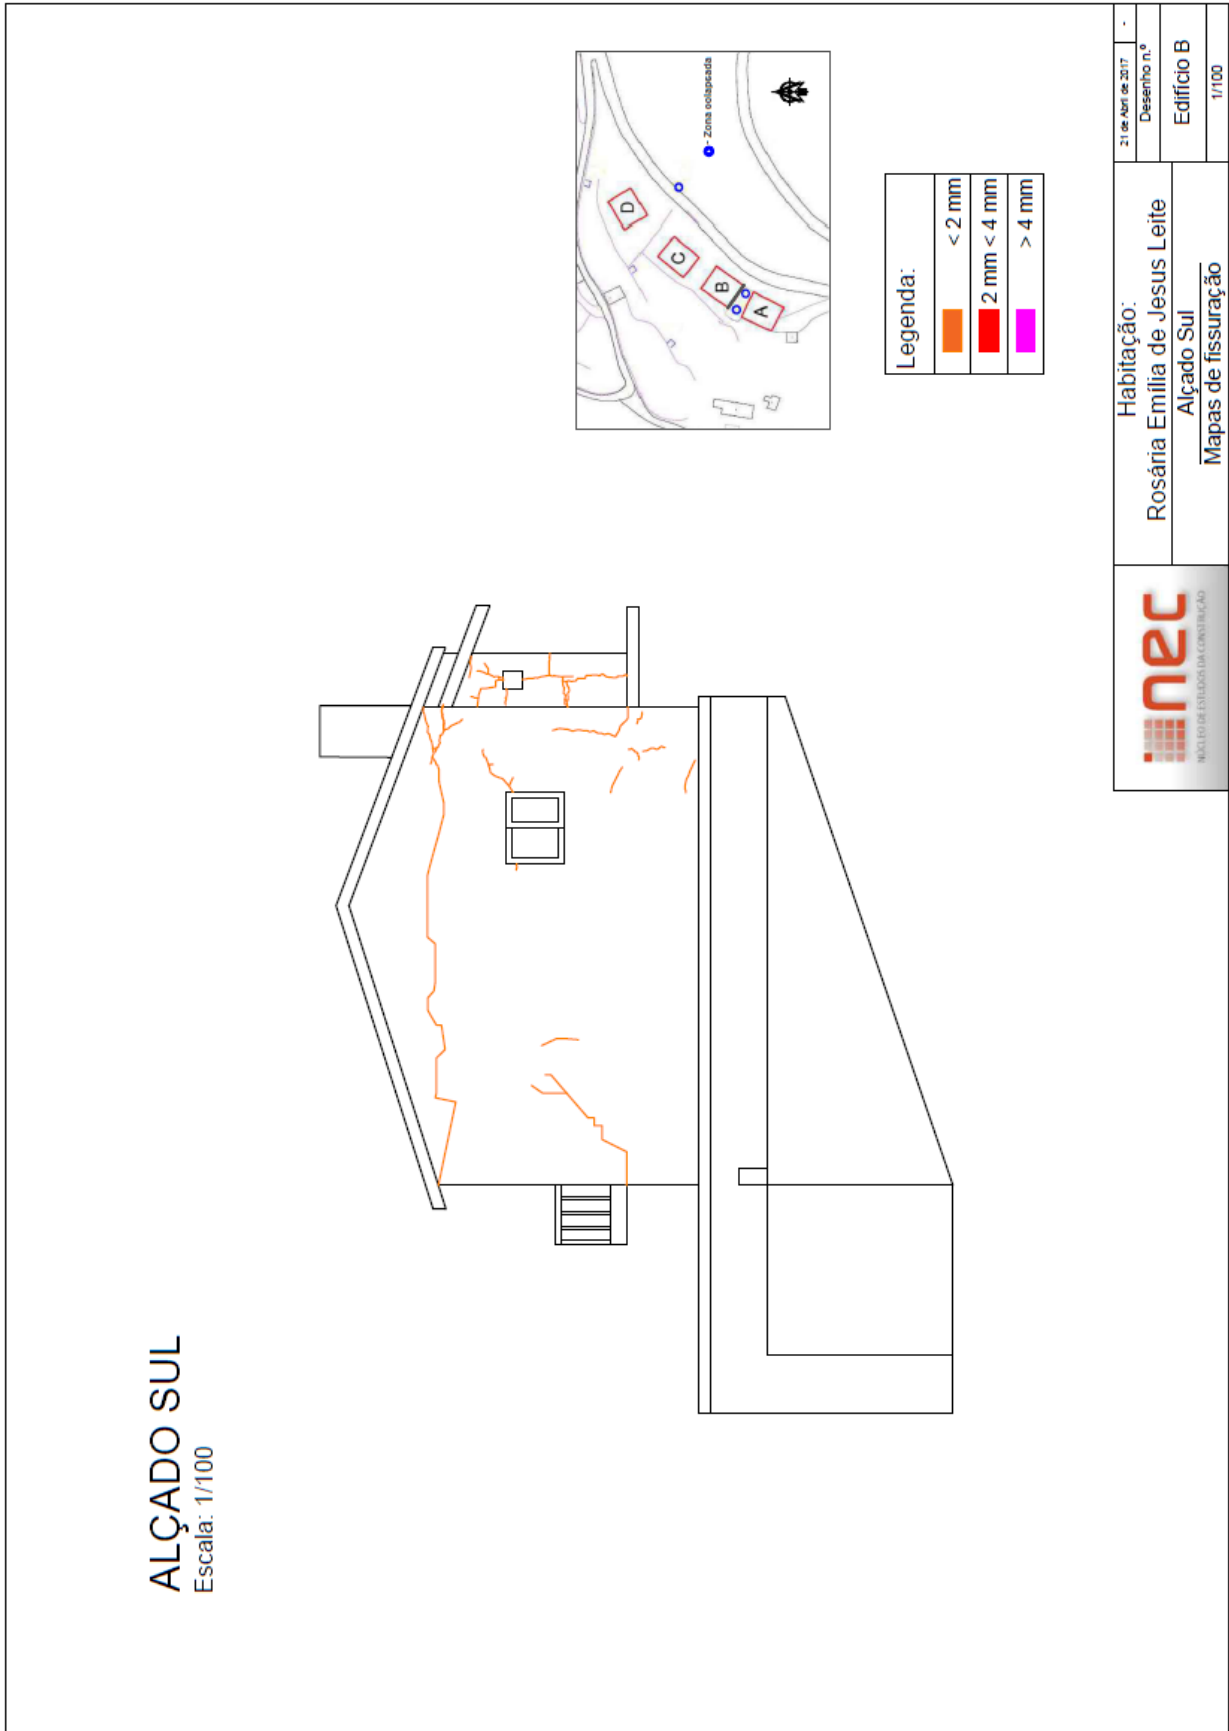 ALÇADO SUL
Escala: 1/100
D
C
B
A
- Zona colapsada
Legenda:
< 2 mm
2 mm < 4 mm
> 4 mm
inec
NÚCLEO DE ESTUDOS DA CONSTRUÇÃO
Habitação:
Rosária Emília de Jesus Leite
Alçado Sul
Mapas de fissuração
21 de Abril de 2017
-
Desenho n.º
Edifício B
1/100